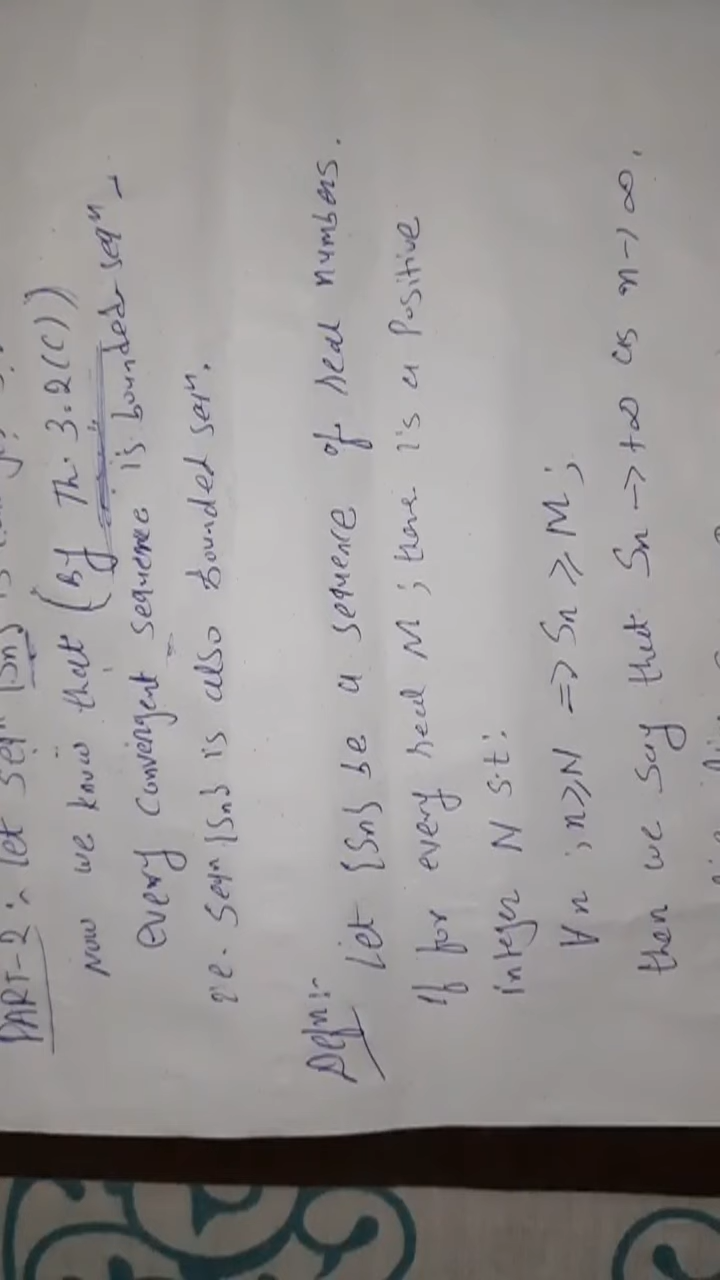 PART-2: let seqn {Sn} is
Now we know that (By Th. 3.2(c))
every convergent sequence is bounded seqn -
i.e. seqn {Sn} is also bounded seqn.
Defn:-
Let {Sn} be a sequence of real numbers.
if for every real M ; there is a positive
integer N s.t.
∀ n ; n ≥ N => Sn ≥ M ;
then we say that Sn → +∞ as n → ∞.